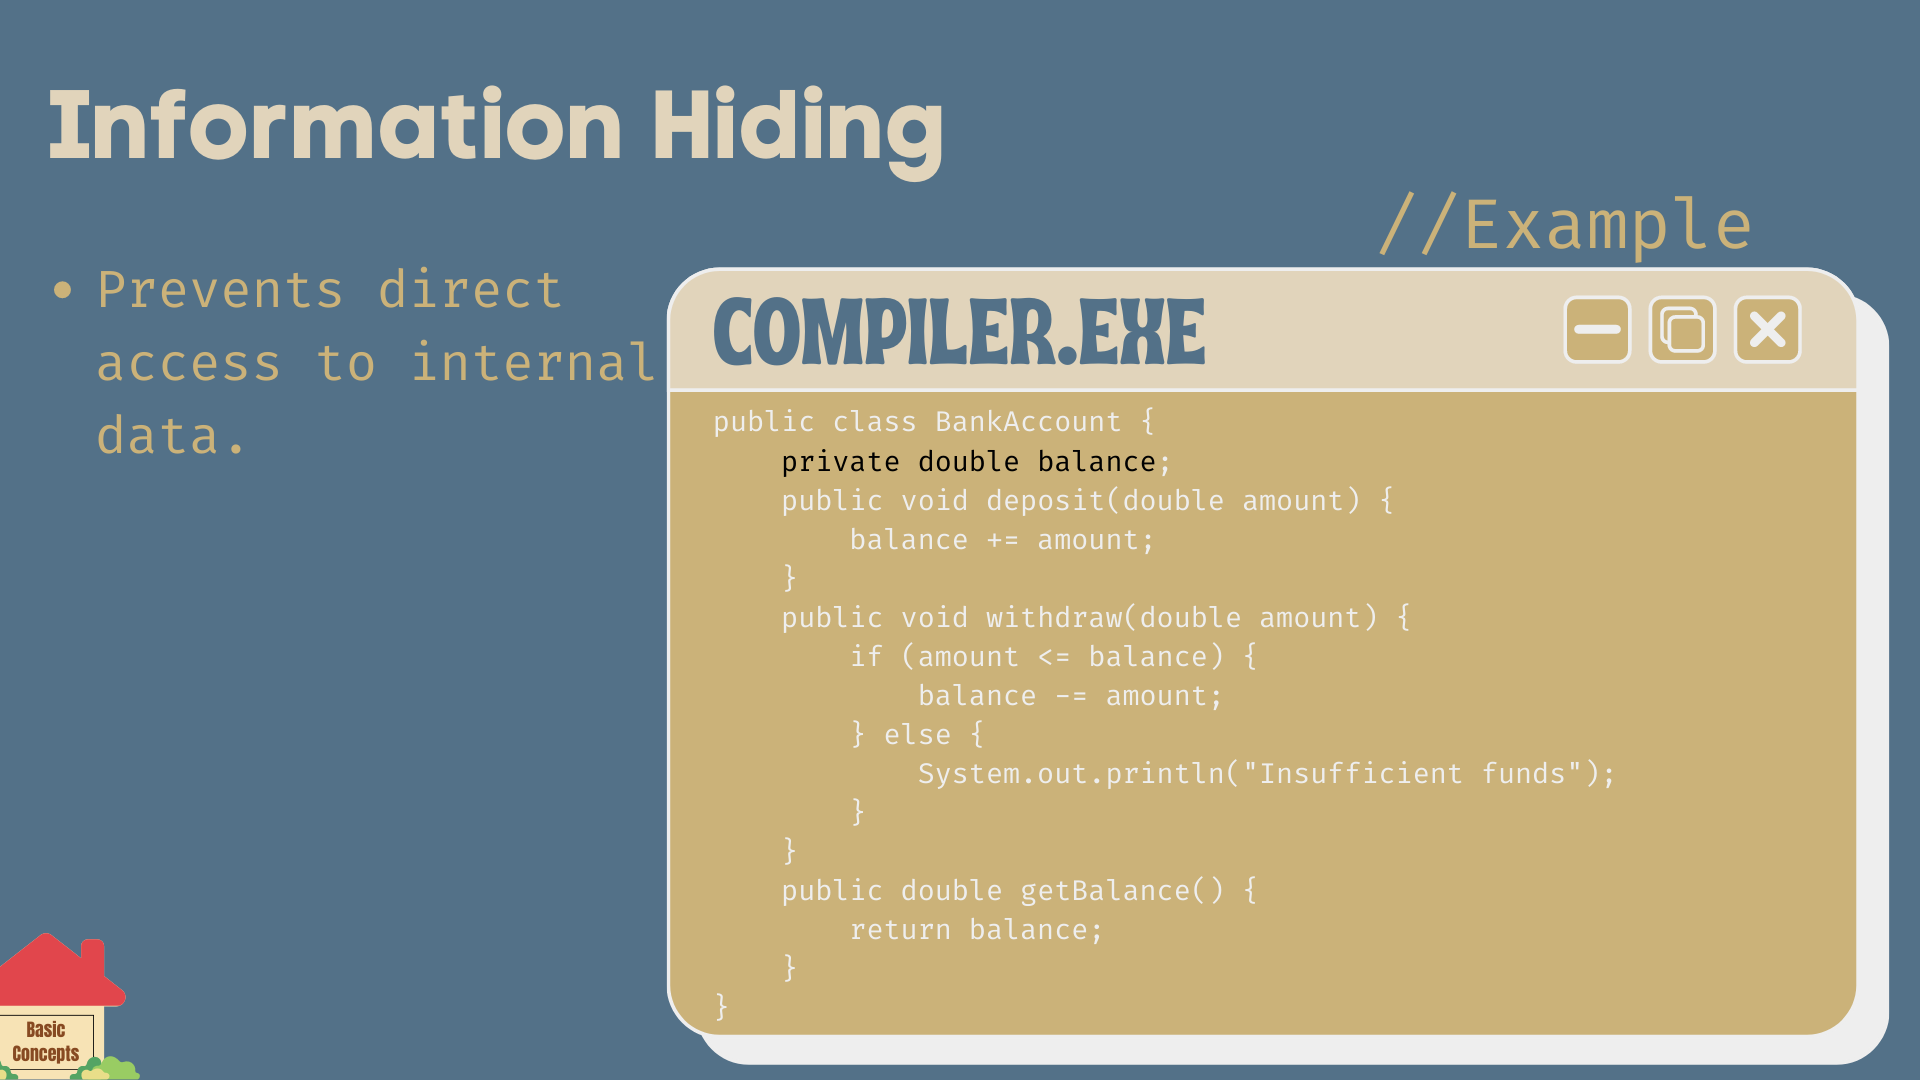 Information Hiding
• Prevents direct
access to internal
data.
//Example
COMPILER.EXE
public class BankAccount {
    private double balance;
    public void deposit(double amount) {
        balance += amount;
    }
    public void withdraw(double amount) {
        if (amount <= balance) {
            balance -= amount;
        } else {
            System.out.println("Insufficient funds");
        }
    }
    public double getBalance() {
        return balance;
    }
}
Basic
Concepts